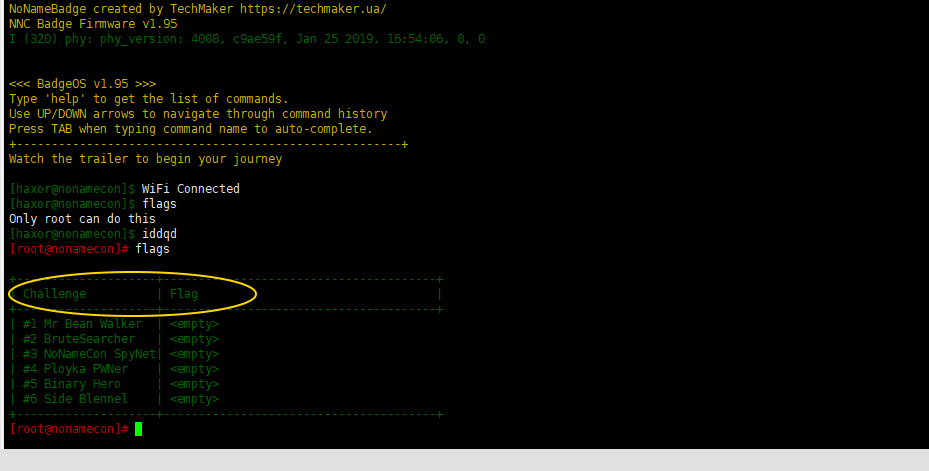 NoNameBadge created by TechMaker https://techmaker.ua/
NNC Badge Firmware v1.95
I (320) phy: phy_version: 4008, c9ae59f, Jan 25 2019, 16:54:06, 0, 0
<<< BadgeOS v1.95 >>>
Type 'help' to get the list of commands.
Use UP/DOWN arrows to navigate through command history
Press TAB when typing command name to auto-complete.
+-------------------------------------------------------+
Watch the trailer to begin your journey
[haxor@nonamecon]$ WiFi Connected
[haxor@nonamecon]$ flags
Only root can do this
[haxor@nonamecon]$ iddqd
[root@nonamecon]# flags
+--------------------+---------------------------------------+
| Challenge | Flag |
+--------------------+---------------------------------------+
| #1 Mr Bean Walker | <empty>
| #2 BruteSearcher | <empty>
| #3 NoNameCon SpyNet| <empty>
| #4 Ployka PWNer | <empty>
| #5 Binary Hero | <empty>
| #6 Side Blennel | <empty>
+--------------------+---------------------------------------+
[root@nonamecon]#